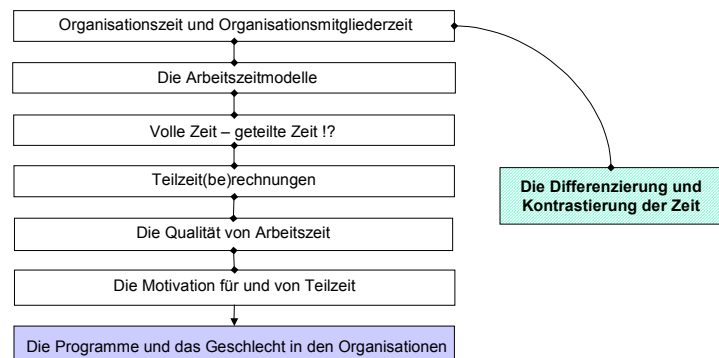 Organisationszeit und Organisationsmitgliederzeit
Die Arbeitszeitmodelle
Volle Zeit – geteilte Zeit !?
Teilzeit(be)rechnungen
Die Differenzierung und
Kontrastierung der Zeit
Die Qualität von Arbeitszeit
Die Motivation für und von Teilzeit
Die Programme und das Geschlecht in den Organisationen